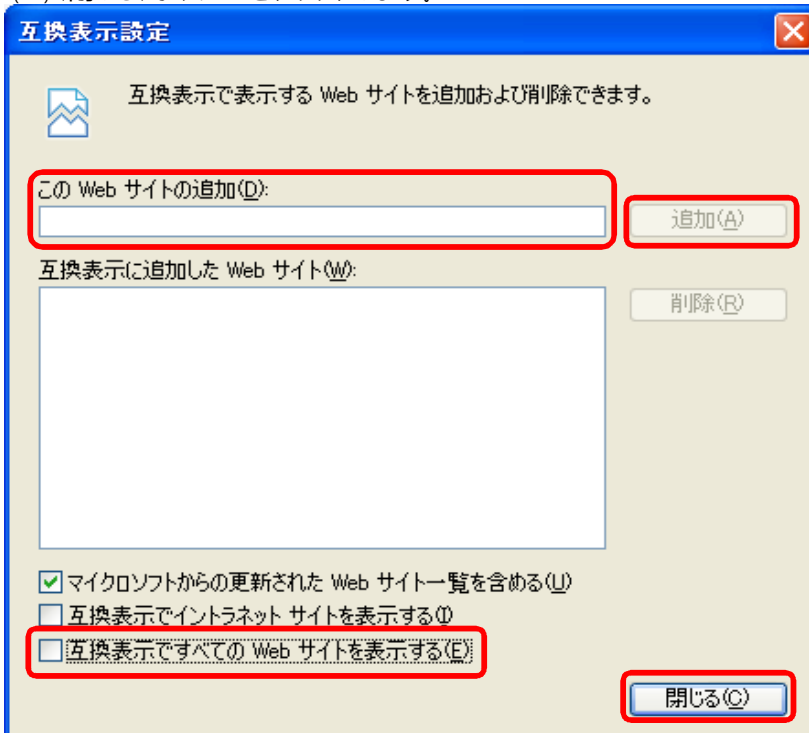 互換表示設定
互換表示で表示する Web サイトを追加および削除できます。
この Web サイトの追加(D):
追加(A)
互換表示に追加した Web サイト(W):
削除(R)
マイクロソフトからの更新された Web サイト一覧を含める(U)
互換表示でイントラネット サイトを表示する(I)
互換表示ですべての Web サイトを表示する(E)
閉じる(C)